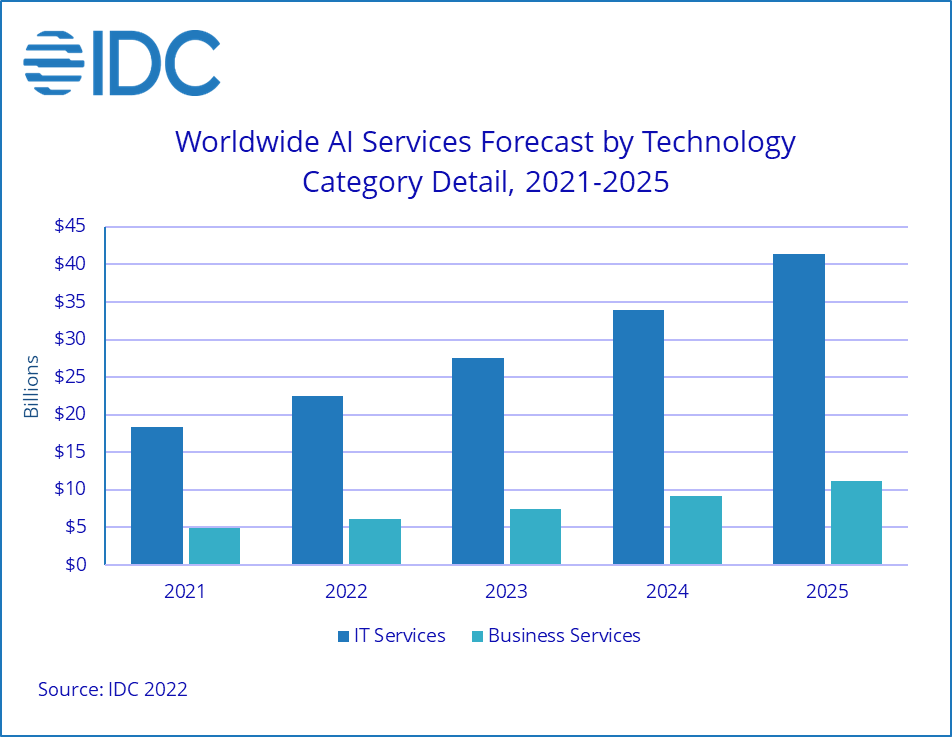 IDC
Worldwide AI Services Forecast by Technology
Category Detail, 2021-2025
$45
$40
$35
$30
$25
$20
$15
$10
$5
$0
Billions
2021 2022 2023 2024 2025
IT Services Business Services
Source: IDC 2022